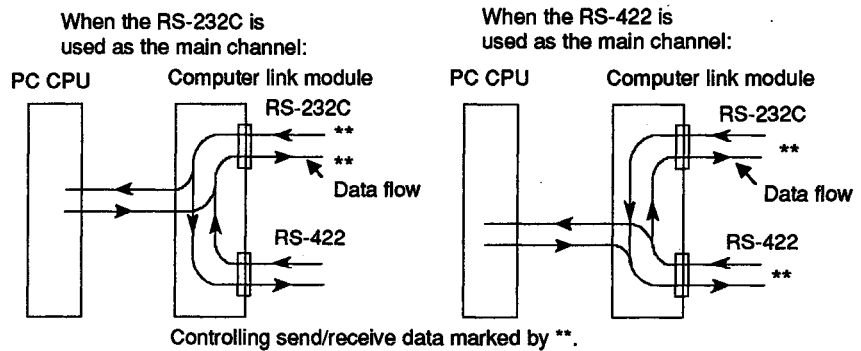 When the RS-232C is
used as the main channel:
PC CPU
Computer link module
RS-232C
**
**
Data flow
RS-422
When the RS-422 is
used as the main channel:
PC CPU
Computer link module
RS-232C
**
Data flow
RS-422
**
Controlling send/receive data marked by **.